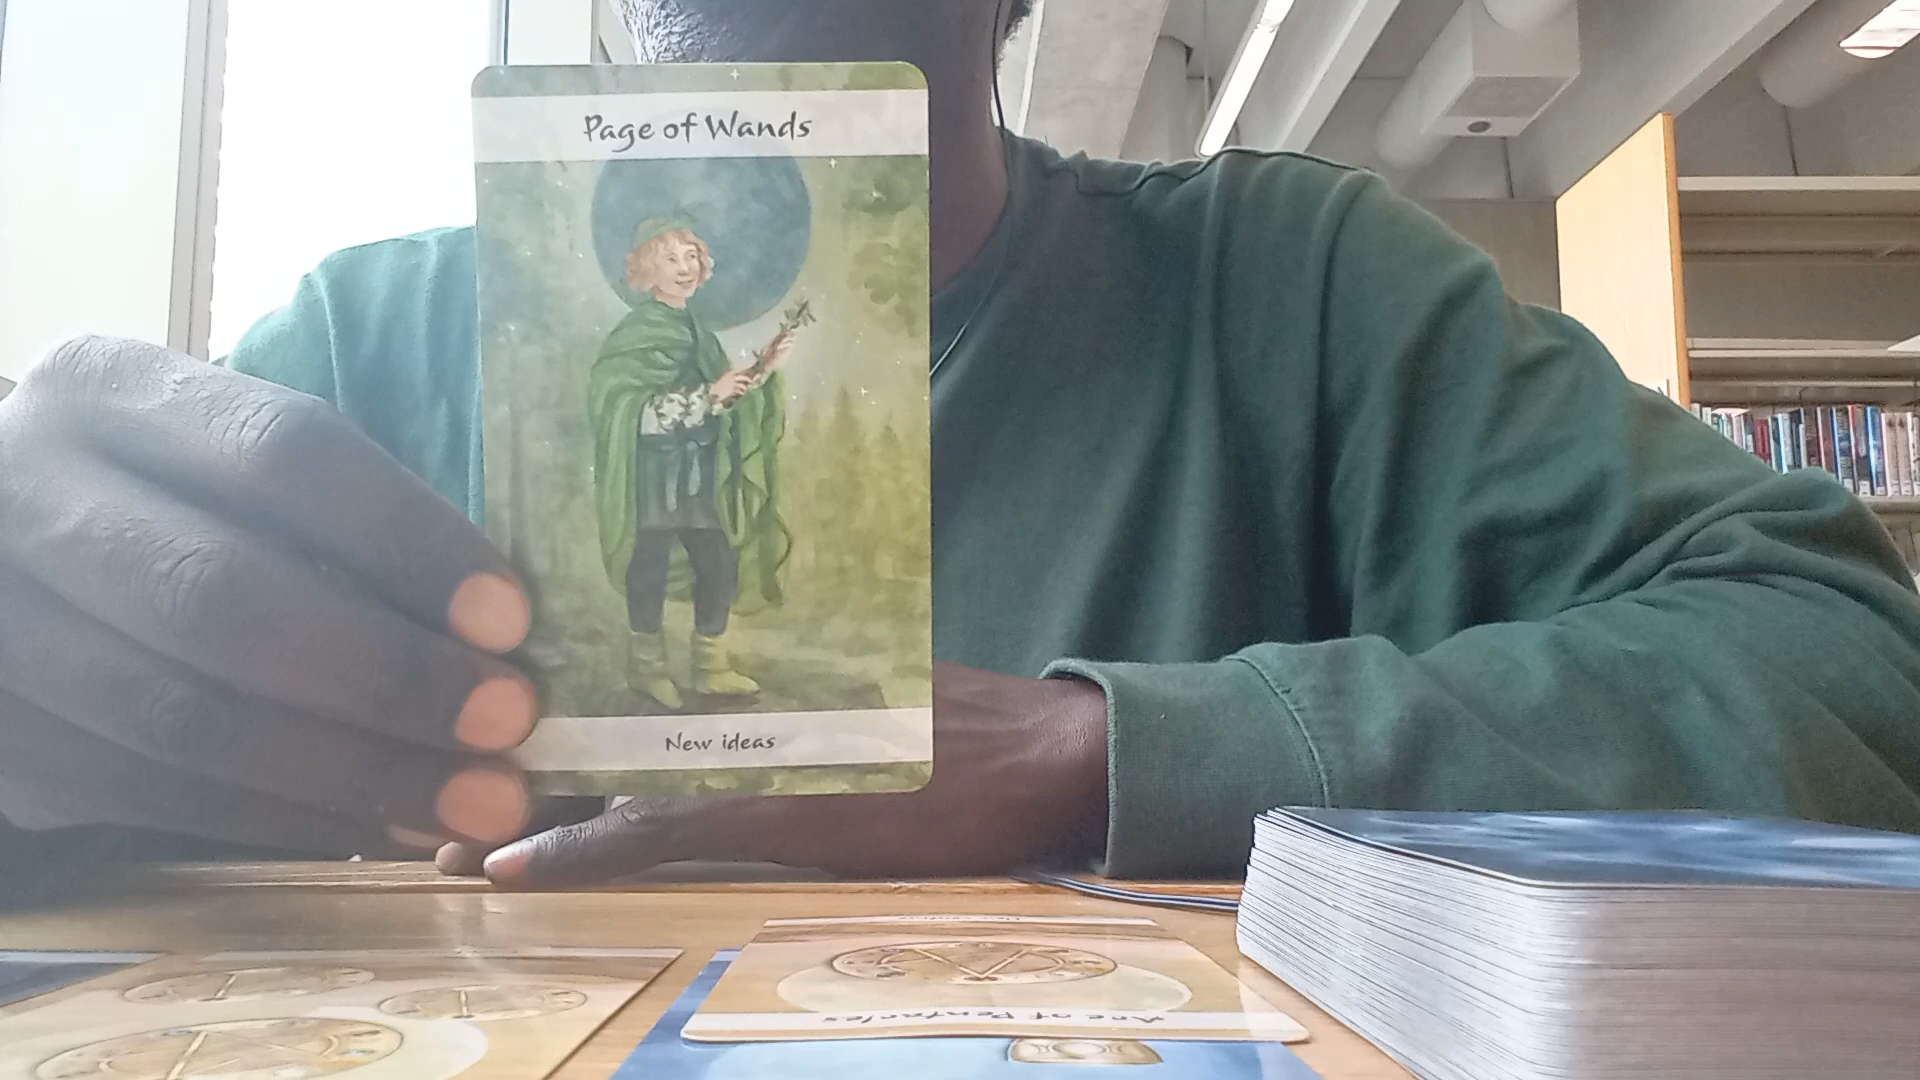 Page of Wands
New ideas
Ace of Pentacles